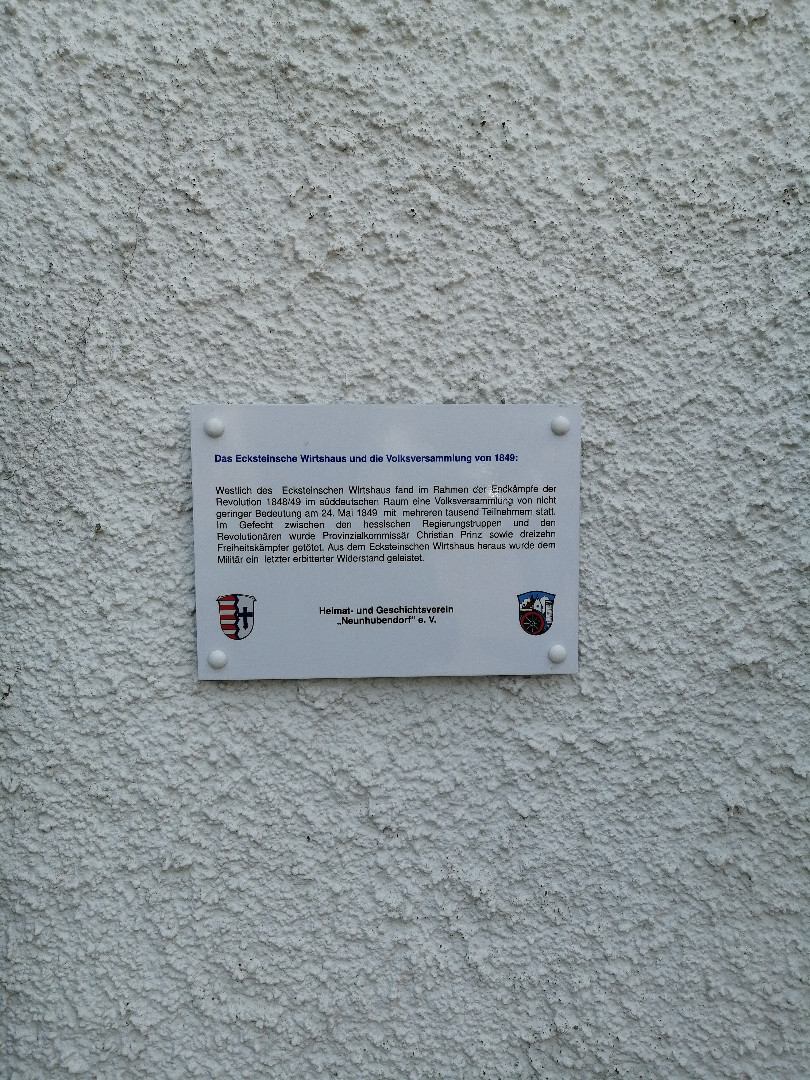 Das Ecksteinsche Wirtshaus und die Volksversammlung von 1849:
Westlich des Ecksteinschen Wirtshaus fand im Rahmen der Endkämpfe der
Revolution 1848/49 im süddeutschen Raum eine Volksversammlung von nicht
geringer Bedeutung am 24. Mai 1849 mit mehreren tausend Teilnehmern statt.
Im Gefecht zwischen den hessischen Regierungstruppen und den
Revolutionären wurde Provinzialkommissär Christian Prinz sowie dreizehn
Freiheitskämpfer getötet. Aus dem Ecksteinschen Wirtshaus heraus wurde dem
Militär ein letzter erbitterter Widerstand geleistet.
Heimat- und Geschichtsverein
„Neunhubendorf" e. V.